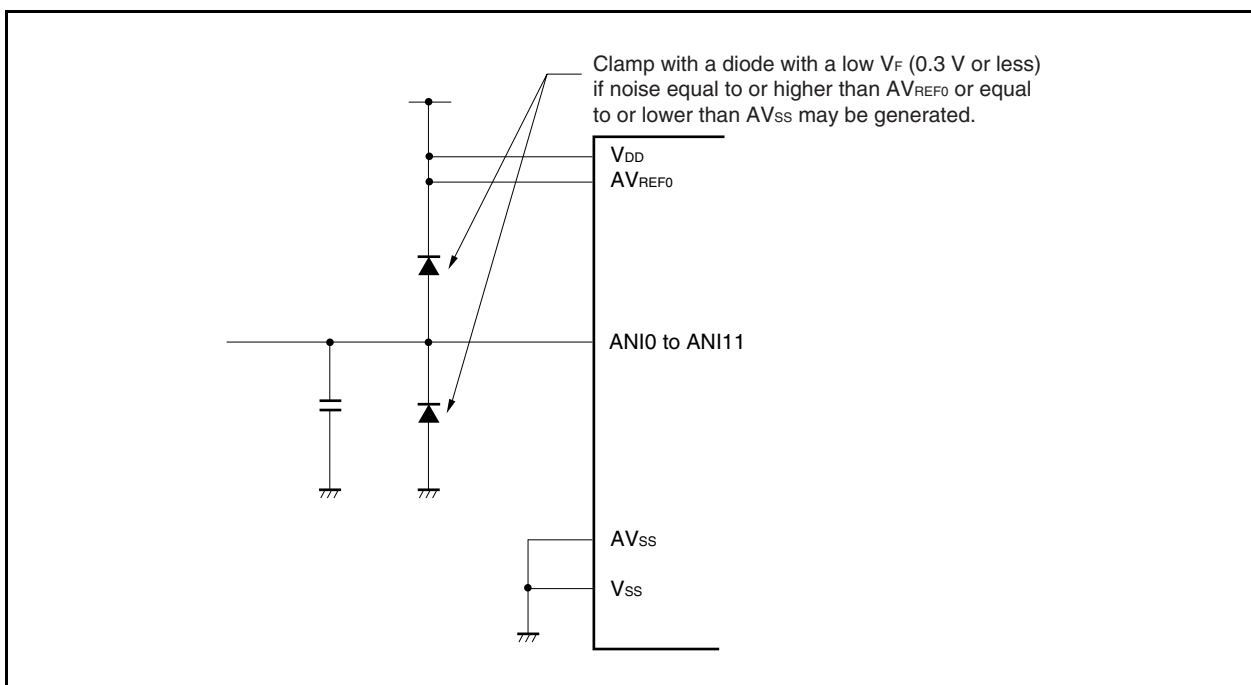 Clamp with a diode with a low VF (0.3 V or less)
if noise equal to or higher than AVREF0 or equal
to or lower than AVSS may be generated.
VDD
AVREF0
ANI0 to ANI11
AVSS
VSS